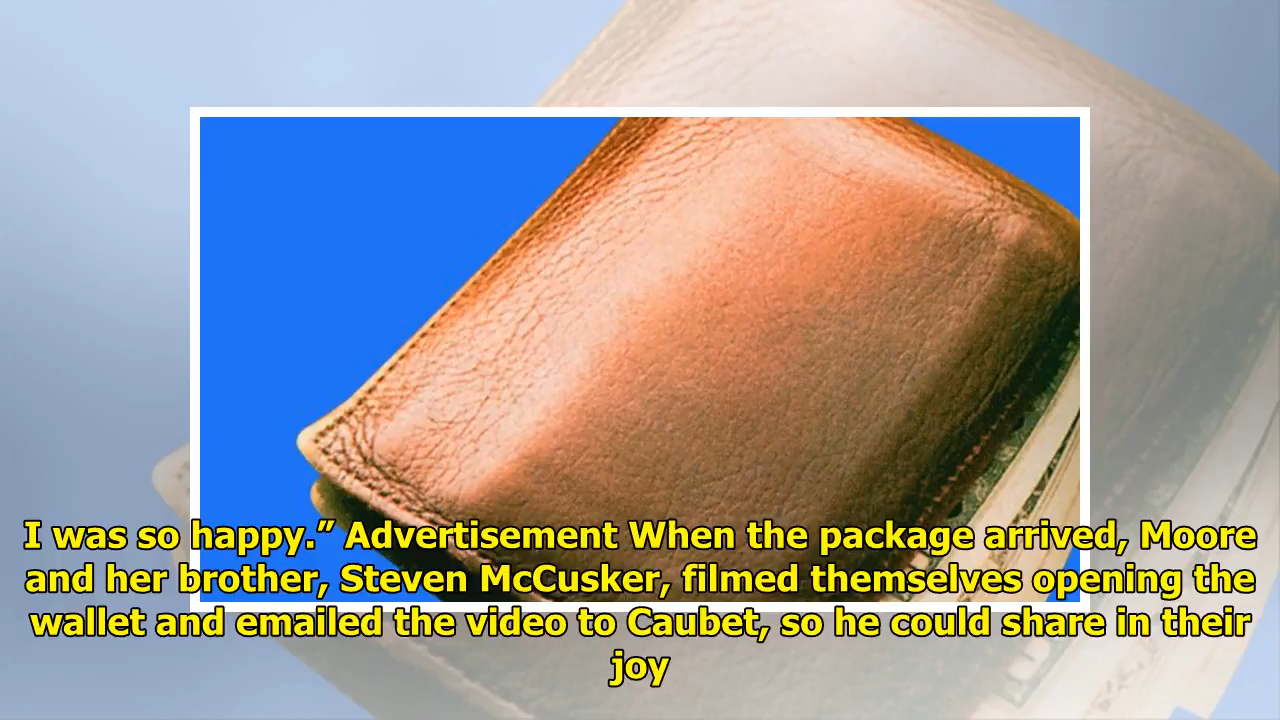 I was so happy.” Advertisement When the package arrived, Moore
and her brother, Steven McCusker, filmed themselves opening the
wallet and emailed the video to Caubet, so he could share in their
joy